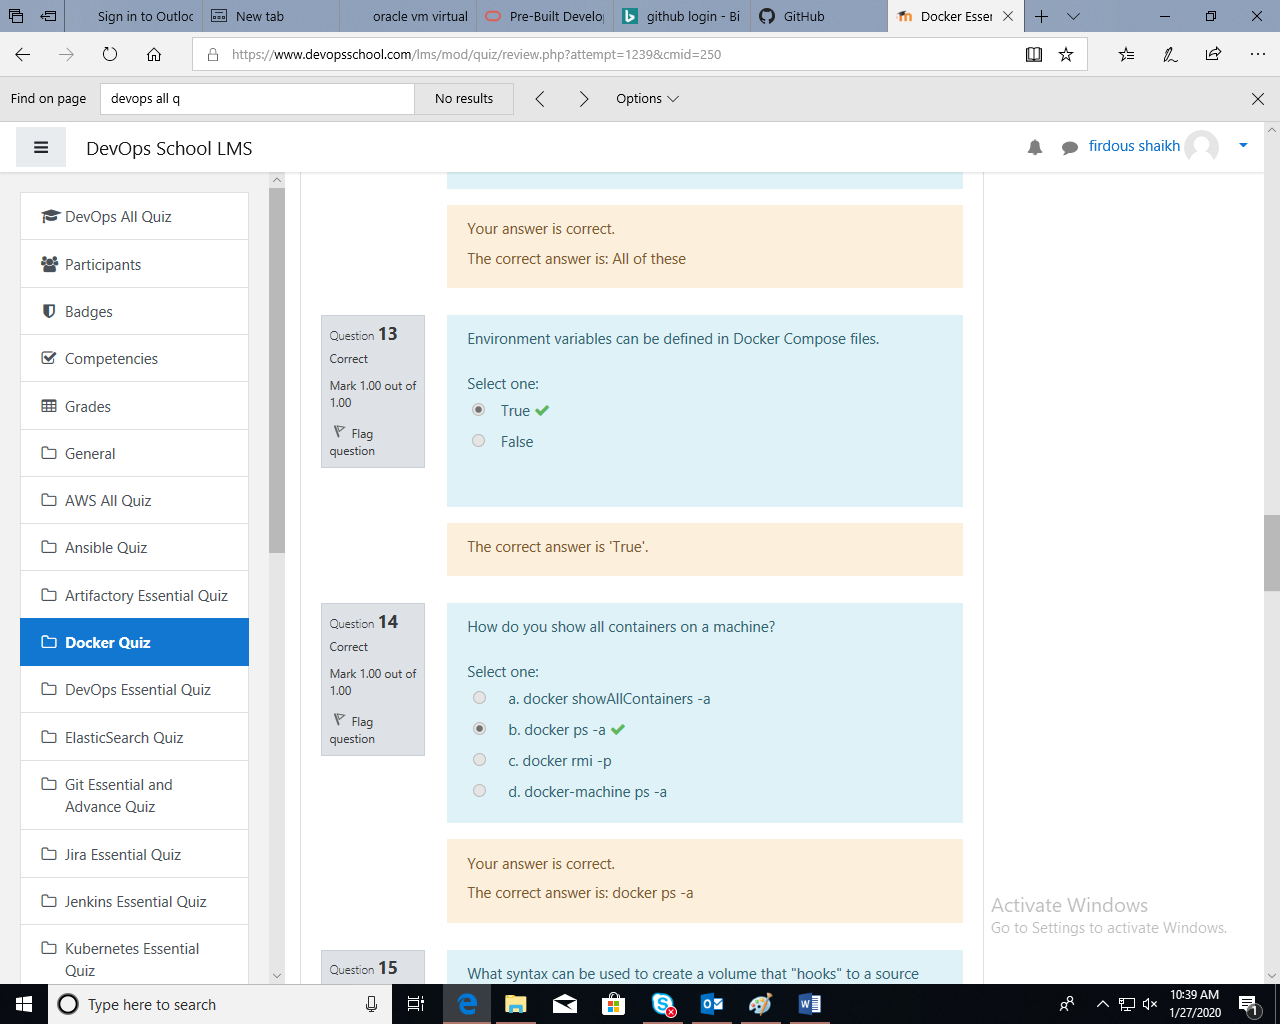 Sign in to Outloc
New tab
oracle vm virtual
Pre-Built Develo
github login - Bi
GitHub
Docker Esser
https://www.devopsschool.com/lms/mod/quiz/review.php?attempt=1239&cmid=250
Find on page
devops all q
No results
Options
DevOps School LMS
firdous shaikh
DevOps All Quiz
Participants
Badges
Competencies
Grades
General
AWS All Quiz
Ansible Quiz
Artifactory Essential Quiz
Docker Quiz
DevOps Essential Quiz
ElasticSearch Quiz
Git Essential and
Advance Quiz
Jira Essential Quiz
Jenkins Essential Quiz
Kubernetes Essential
Quiz
Your answer is correct.
The correct answer is: All of these
Question 13
Correct
Mark 1.00 out of
1.00
Flag
question
Environment variables can be defined in Docker Compose files.
Select one:
True
False
The correct answer is 'True'.
Question 14
Correct
Mark 1.00 out of
1.00
Flag
question
How do you show all containers on a machine?
Select one:
a. docker showAllContainers -a
b. docker ps -a
c. docker rmi -p
d. docker-machine ps -a
Your answer is correct.
The correct answer is: docker ps -a
Question 15
What syntax can be used to create a volume that "hooks" to a source
Activate Windows
Go to Settings to activate Windows.
Type here to search
10:39 AM
1/27/2020
1